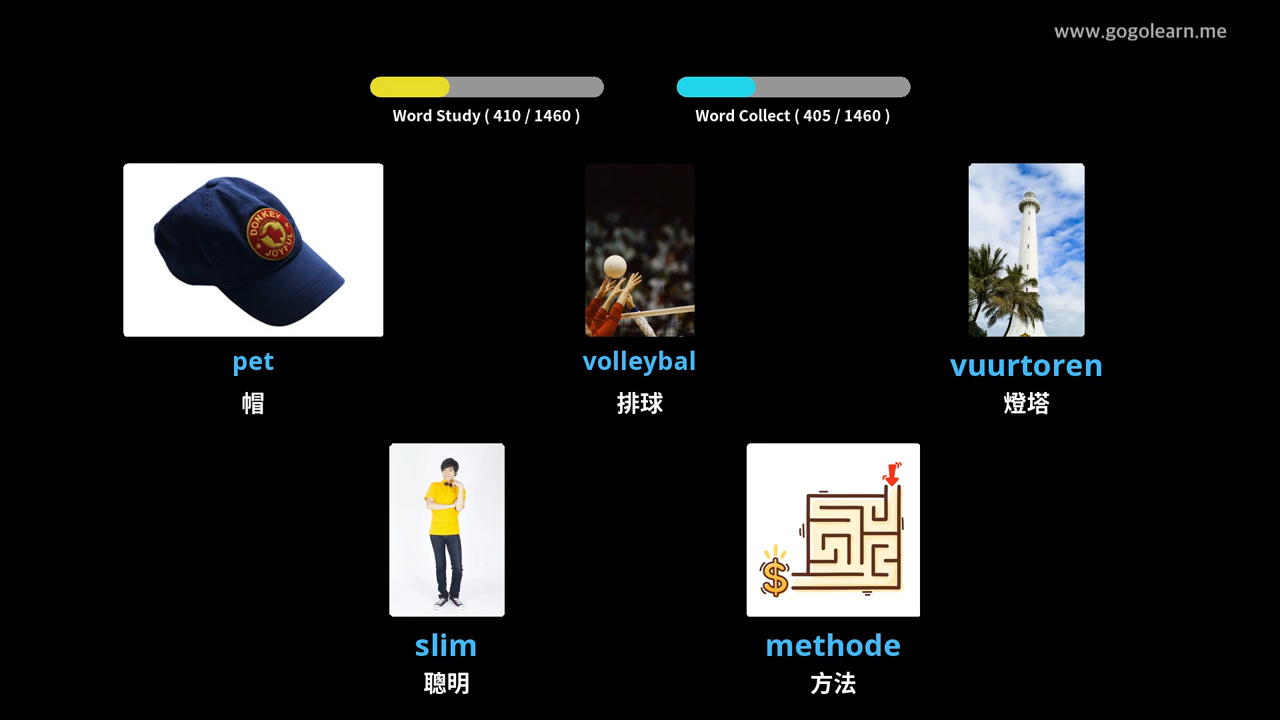 www.gogolearn.me
Word Study ( 410 / 1460 )
Word Collect ( 405 / 1460 )
DONKEY
JOYFUL
pet
volleybal
vuurtoren
帽
排球
燈塔
$
slim
methode
聰明
方法